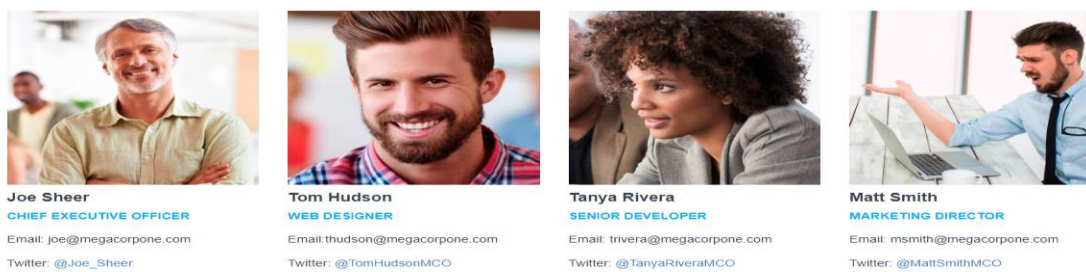 Joe Sheer
CHIEF EXECUTIVE OFFICER
Email: joe@megacorpone.com
Twitter: @Joe_Sheer
Tom Hudson
WEB DESIGNER
Email:thudson@megacorpone.com
Twitter: @TomHudsonMCO
Tanya Rivera
SENIOR DEVELOPER
Email: trivera@megacorpone.com
Twitter: @TanyaRiveraMCO
Matt Smith
MARKETING DIRECTOR
Email: msmith@megacorpone.com
Twitter: @MattSmithMCO